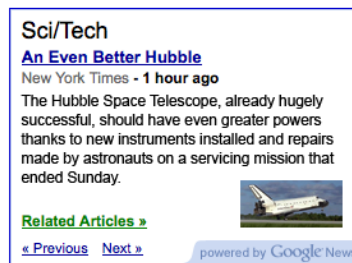 Sci/Tech
An Even Better Hubble
New York Times - 1 hour ago
The Hubble Space Telescope, already hugely
successful, should have even greater powers
thanks to new instruments installed and repairs
made by astronauts on a servicing mission that
ended Sunday.
Related Articles »
« Previous Next »
powered by Google News